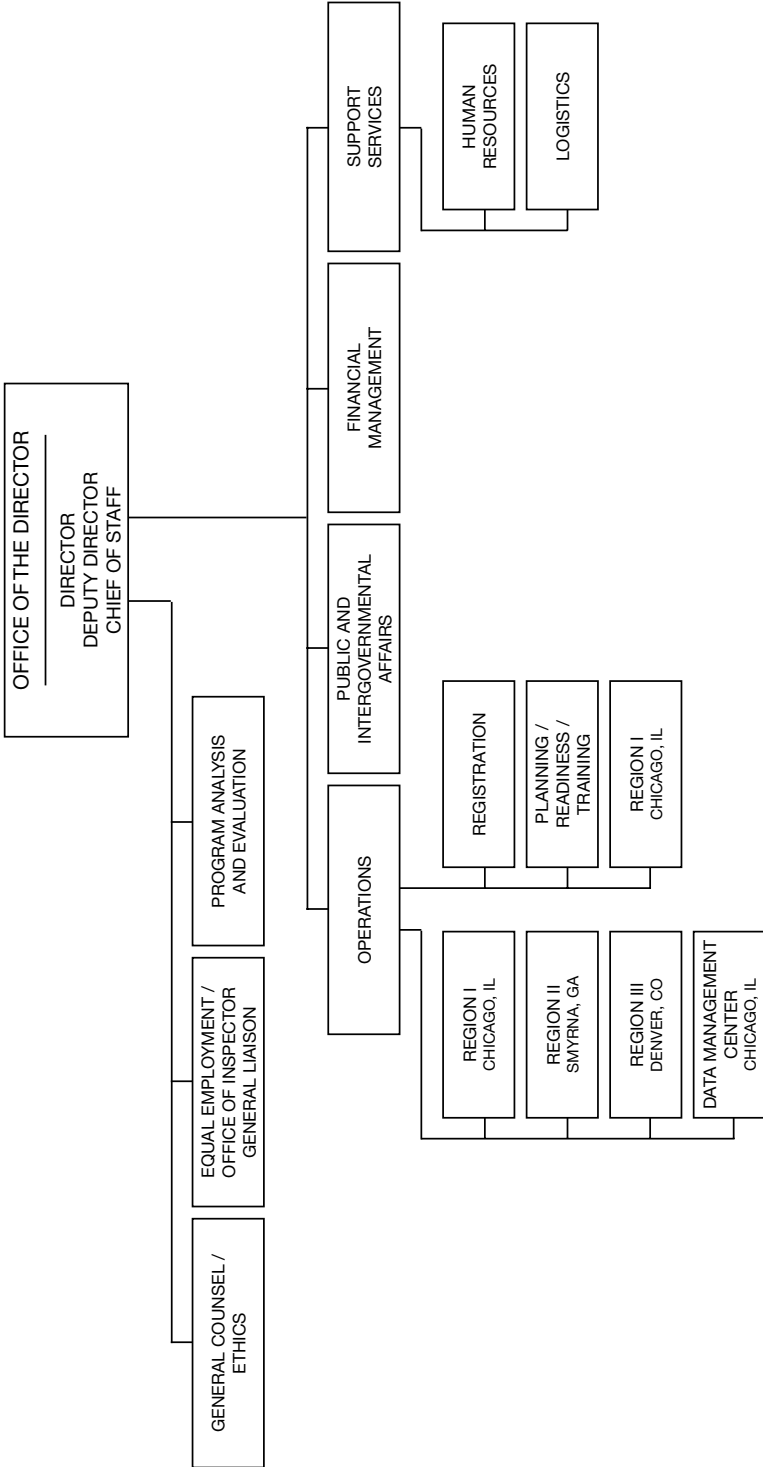 OFFICE OF THE DIRECTOR
DIRECTOR
DEPUTY DIRECTOR
CHIEF OF STAFF
GENERAL COUNSEL /
ETHICS
EQUAL EMPLOYMENT /
OFFICE OF INSPECTOR
GENERAL LIAISON
PROGRAM ANALYSIS
AND EVALUATION
OPERATIONS
PUBLIC AND
INTERGOVERNMENTAL
AFFAIRS
FINANCIAL
MANAGEMENT
SUPPORT
SERVICES
REGION I
CHICAGO, IL
REGION II
SMYRNA, GA
REGION III
DENVER, CO
DATA MANAGEMENT
CENTER
CHICAGO, IL
REGISTRATION
PLANNING /
READINESS /
TRAINING
REGION I
CHICAGO, IL
HUMAN
RESOURCES
LOGISTICS